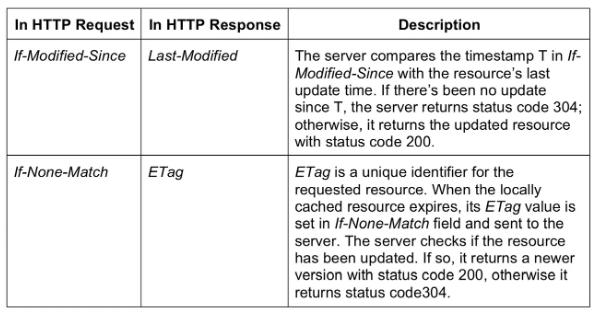 In HTTP Request In HTTP Response Description
If-Modified-Since Last-Modified The server compares the timestamp T in If-
Modified-Since with the resource's last
update time. If there's been no update
since T, the server returns status code 304;
otherwise, it returns the updated resource
with status code 200.
If-None-Match ETag ETag is a unique identifier for the
requested resource. When the locally
cached resource expires, its ETag value is
set in If-None-Match field and sent to the
server. The server checks if the resource
has been updated. If so, it returns a newer
version with status code 200, otherwise it
returns status code304.